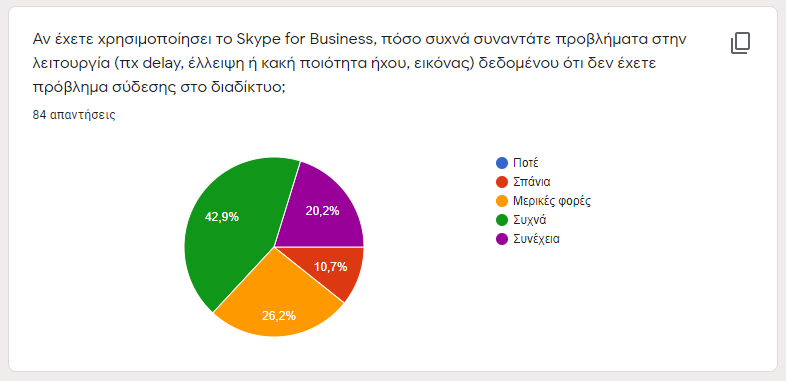 Αν έχετε χρησιμοποίησει το Skype for Business, πόσο συχνά συναντάτε προβλήματα στην
λειτουργία (πχ delay, έλλειψη ή κακή ποιότητα ήχου, εικόνας) δεδομένου ότι δεν έχετε
πρόβλημα σύδεσης στο διαδίκτυο;
84 απαντήσεις
42,9%
20,2%
10,7%
26,2%
Ποτέ
Σπάνια
Μερικές φορές
Συχνά
Συνέχεια